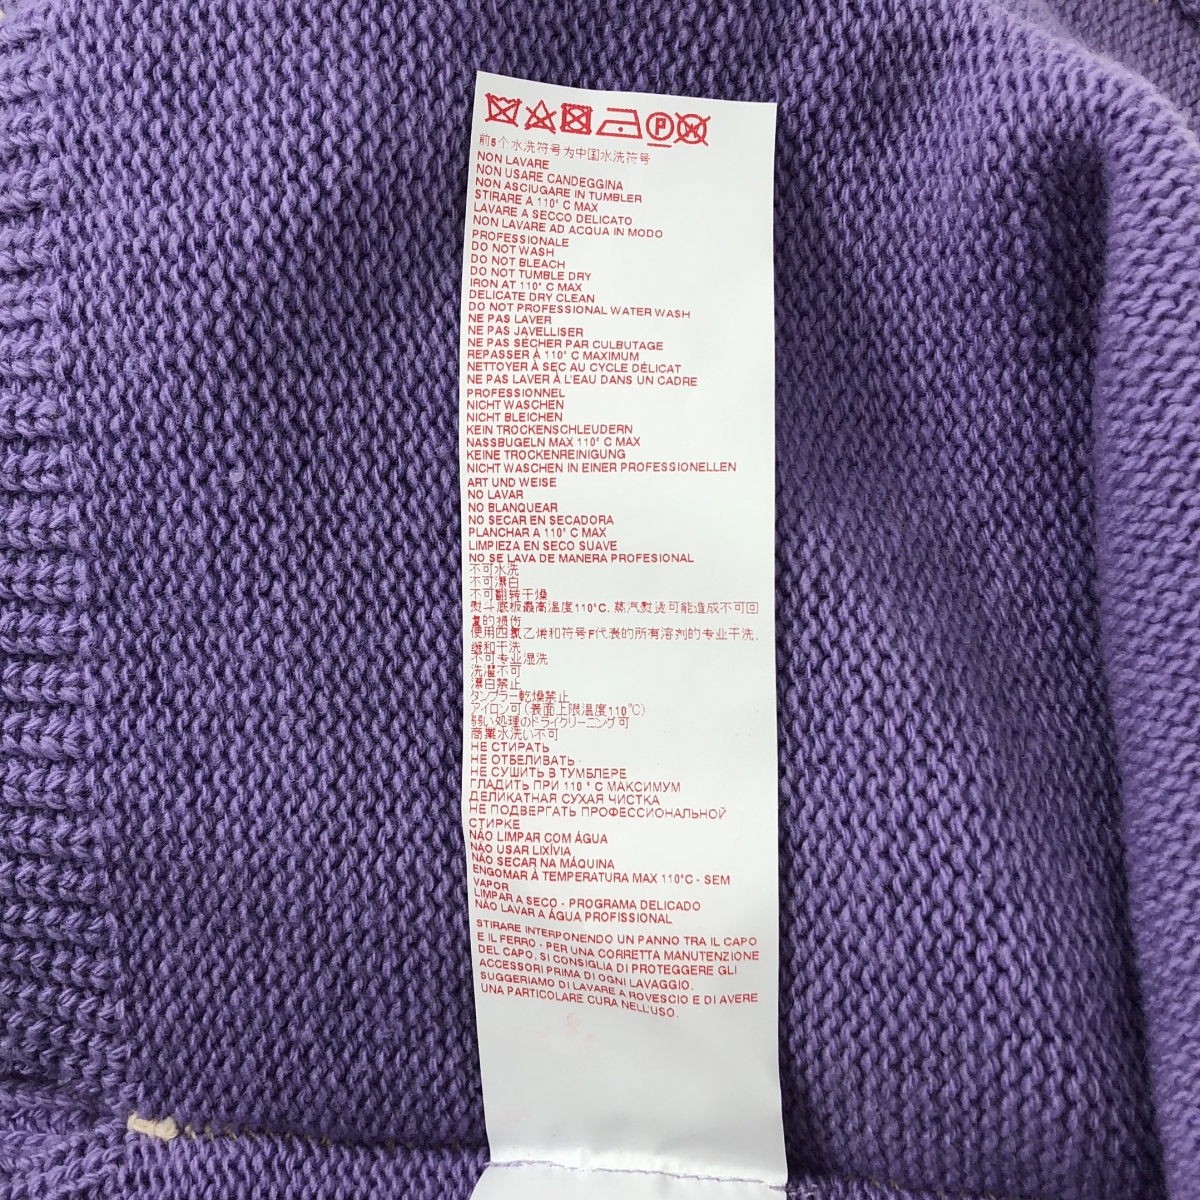 P
前5个水洗符号为中国水洗符号
NON LAVARE
NON USARE CANDEGGINA
NON ASCIUGARE IN TUMBLER
STIRARE A 110° C MAX
LAVARE A SECCO DELICATO
NON LAVARE AD ACQUA IN MODO
PROFESSIONALE
DO NOT WASH
DO NOT BLEACH
DO NOT TUMBLE DRY
IRON AT 110° C MAX
DELICATE DRY CLEAN
DO NOT PROFESSIONAL WATER WASH
NE PAS LAVER
NE PAS JAVELLISER
NE PAS SÉCHER PAR CULBUTAGE
REPASSER À 110° C MAXIMUM
NETTOYER À SEC AU CYCLE DÉLICAT
NE PAS LAVER À L'EAU DANS UN CADRE
PROFESSIONNEL
NICHT WASCHEN
NICHT BLEICHEN
KEIN TROCKENSCHLEUDERN
NASSBUGELN MAX 110° C MAX
KEINE TROCKENREINIGUNG
NICHT WASCHEN IN EINER PROFESSIONELLEN
ART UND WEISE
NO LAVAR
NO BLANQUEAR
NO SECAR EN SECADORA
PLANCHAR A 110° C MAX
LIMPIEZA EN SECO SUAVE
NO SE LAVA DE MANERA PROFESIONAL
不可水洗
不可漂白
不可翻转干燥
熨斗底板最高温度110°C, 蒸汽熨烫可能造成不可回
复的损伤
使用四氯乙烯和符号F代表的所有溶剂的专业干洗,
缓和干洗
不可专业湿洗
洗濯不可
漂白禁止
タンブラー乾燥禁止
アイロン可(表面上限温度110℃)
弱い処理のドライクリーニング可
商業水洗い不可
НЕ СТИРАТЬ
НЕ ОТБЕЛИВАТЬ
НЕ СУШИТЬ В ТУМБЛЕРЕ
ГЛАДИТЬ ПРИ 110 ° С МАКСИМУМ
ДЕЛИКАТНАЯ СУХАЯ ЧИСТКА
НЕ ПОДВЕРГАТЬ ПРОФЕССИОНАЛЬНОЙ
СТИРКЕ
NÃO LIMPAR COM ÁGUA
NÃO USAR LIXÍVIA
NÃO SECAR NA MÁQUINA
ENGOMAR À TEMPERATURA MAX 110°C - SEM
VAPOR
LIMPAR A SECO - PROGRAMA DELICADO
NÃO LAVAR A ÁGUA PROFISSIONAL
STIRARE INTERPONENDO UN PANNO TRA IL CAPO
E IL FERRO - PER UNA CORRETTA MANUTENZIONE
DEL CAPO, SI CONSIGLIA DI PROTEGGERE GLI
ACCESSORI PRIMA DI OGNI LAVAGGIO.
SUGGERIAMO DI LAVARE A ROVESCIO E DI AVERE
UNA PARTICOLARE CURA NELL'USO.